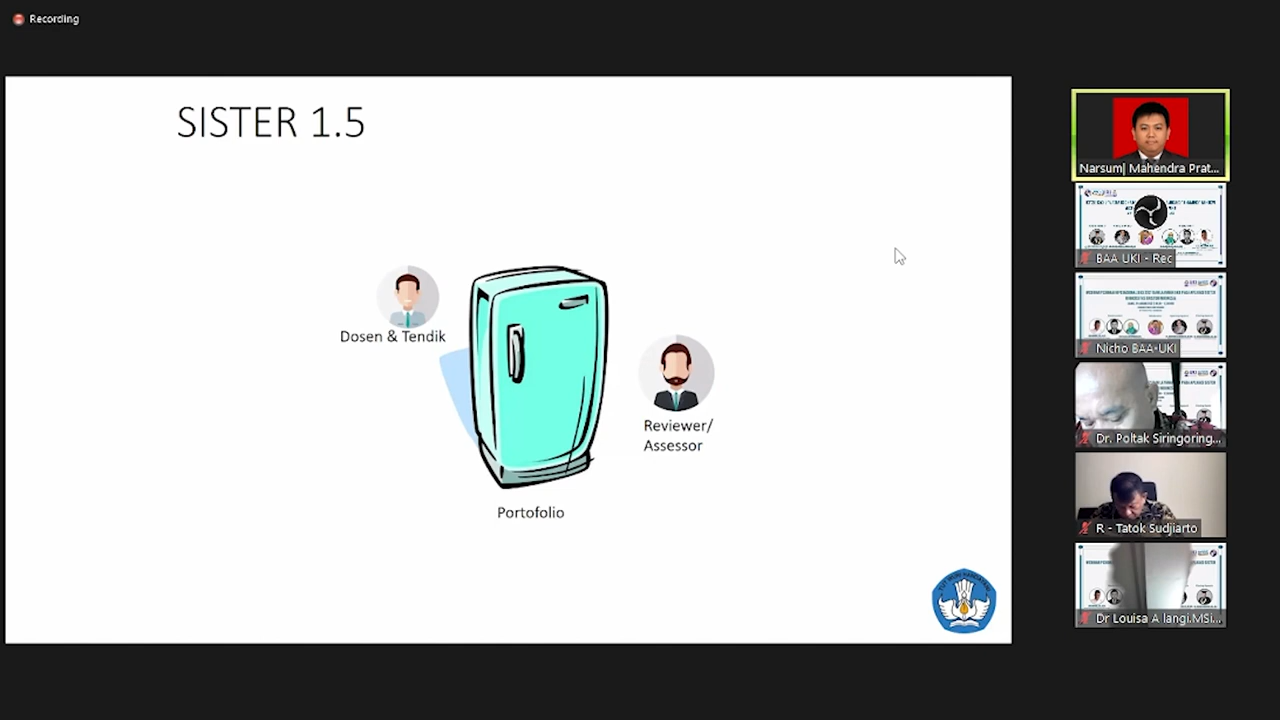 Recording
SISTER 1.5
Dosen & Tendik
Reviewer/
Assessor
Portofolio
Narsum| Mahendra Prat...
BAA UKI - Rec
Nicho BAA-UKI
Dr. Poltak Siringoring...
R - Tatok Sudjiarto
Dr Louisa A langi.MSi...